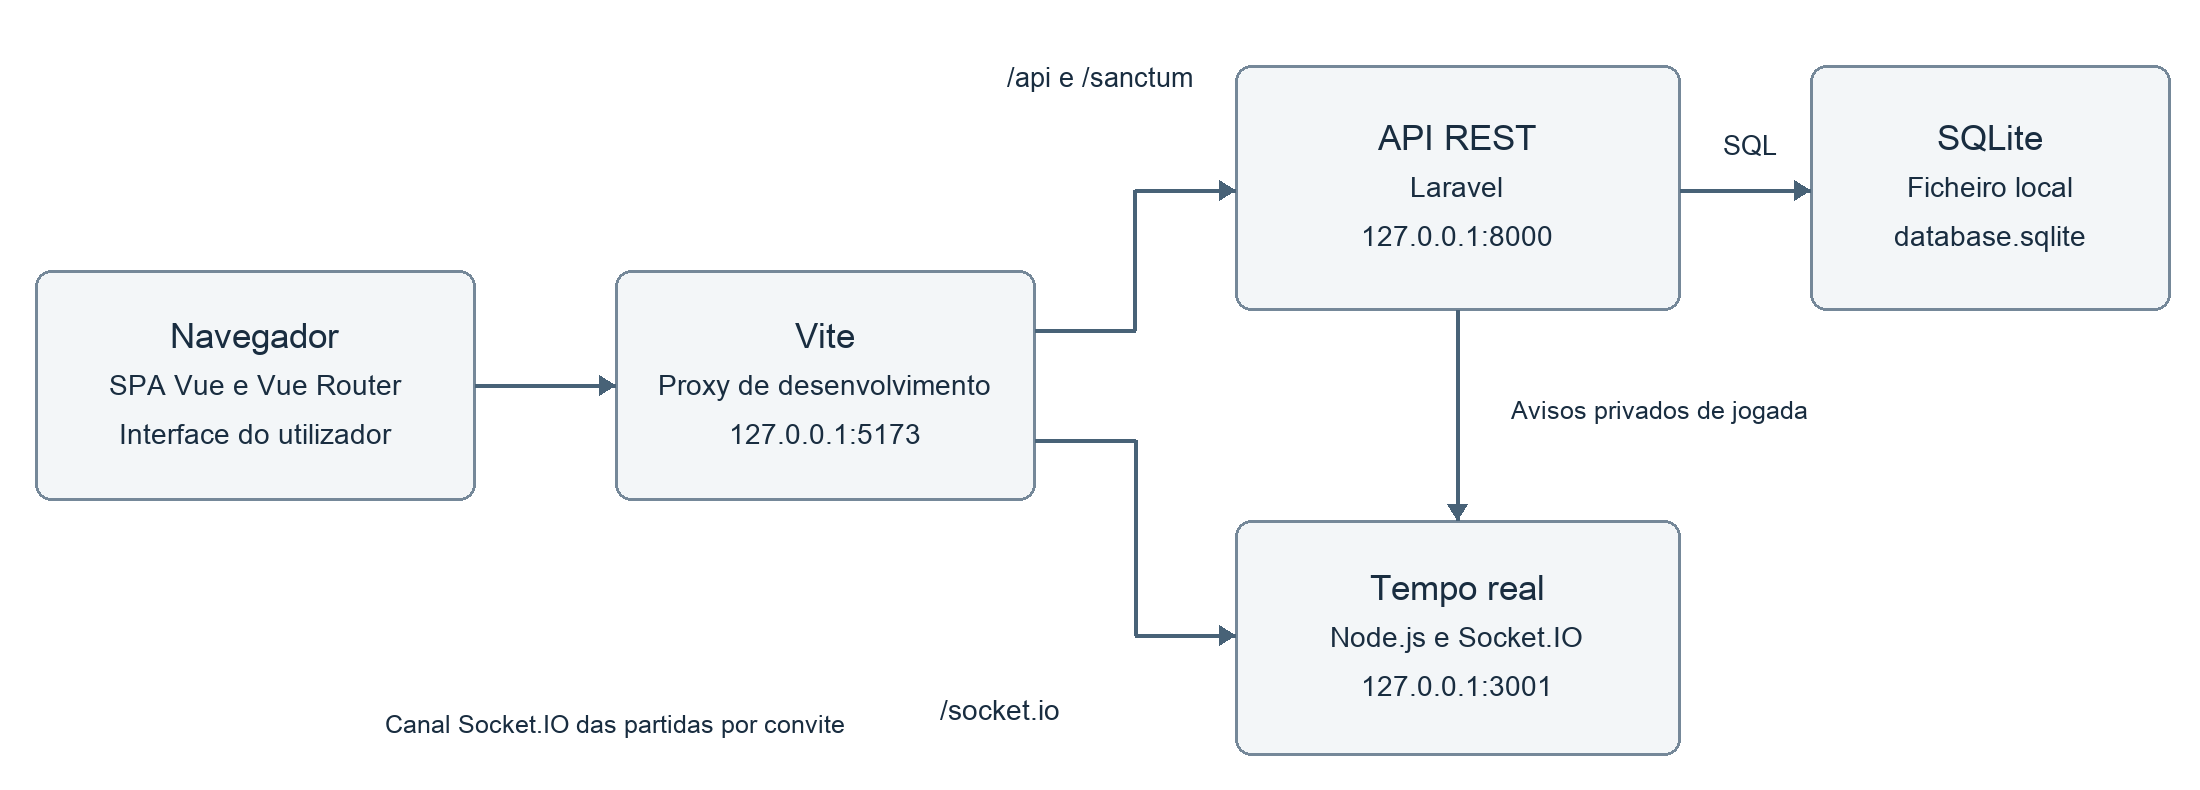 /api e /sanctum
API REST
Laravel
127.0.0.1:8000
SQL
SQLite
Ficheiro local
database.sqlite
Navegador
SPA Vue e Vue Router
Interface do utilizador
Vite
Proxy de desenvolvimento
127.0.0.1:5173
Avisos privados de jogada
Tempo real
Node.js e Socket.IO
127.0.0.1:3001
Canal Socket.IO das partidas por convite
/socket.io